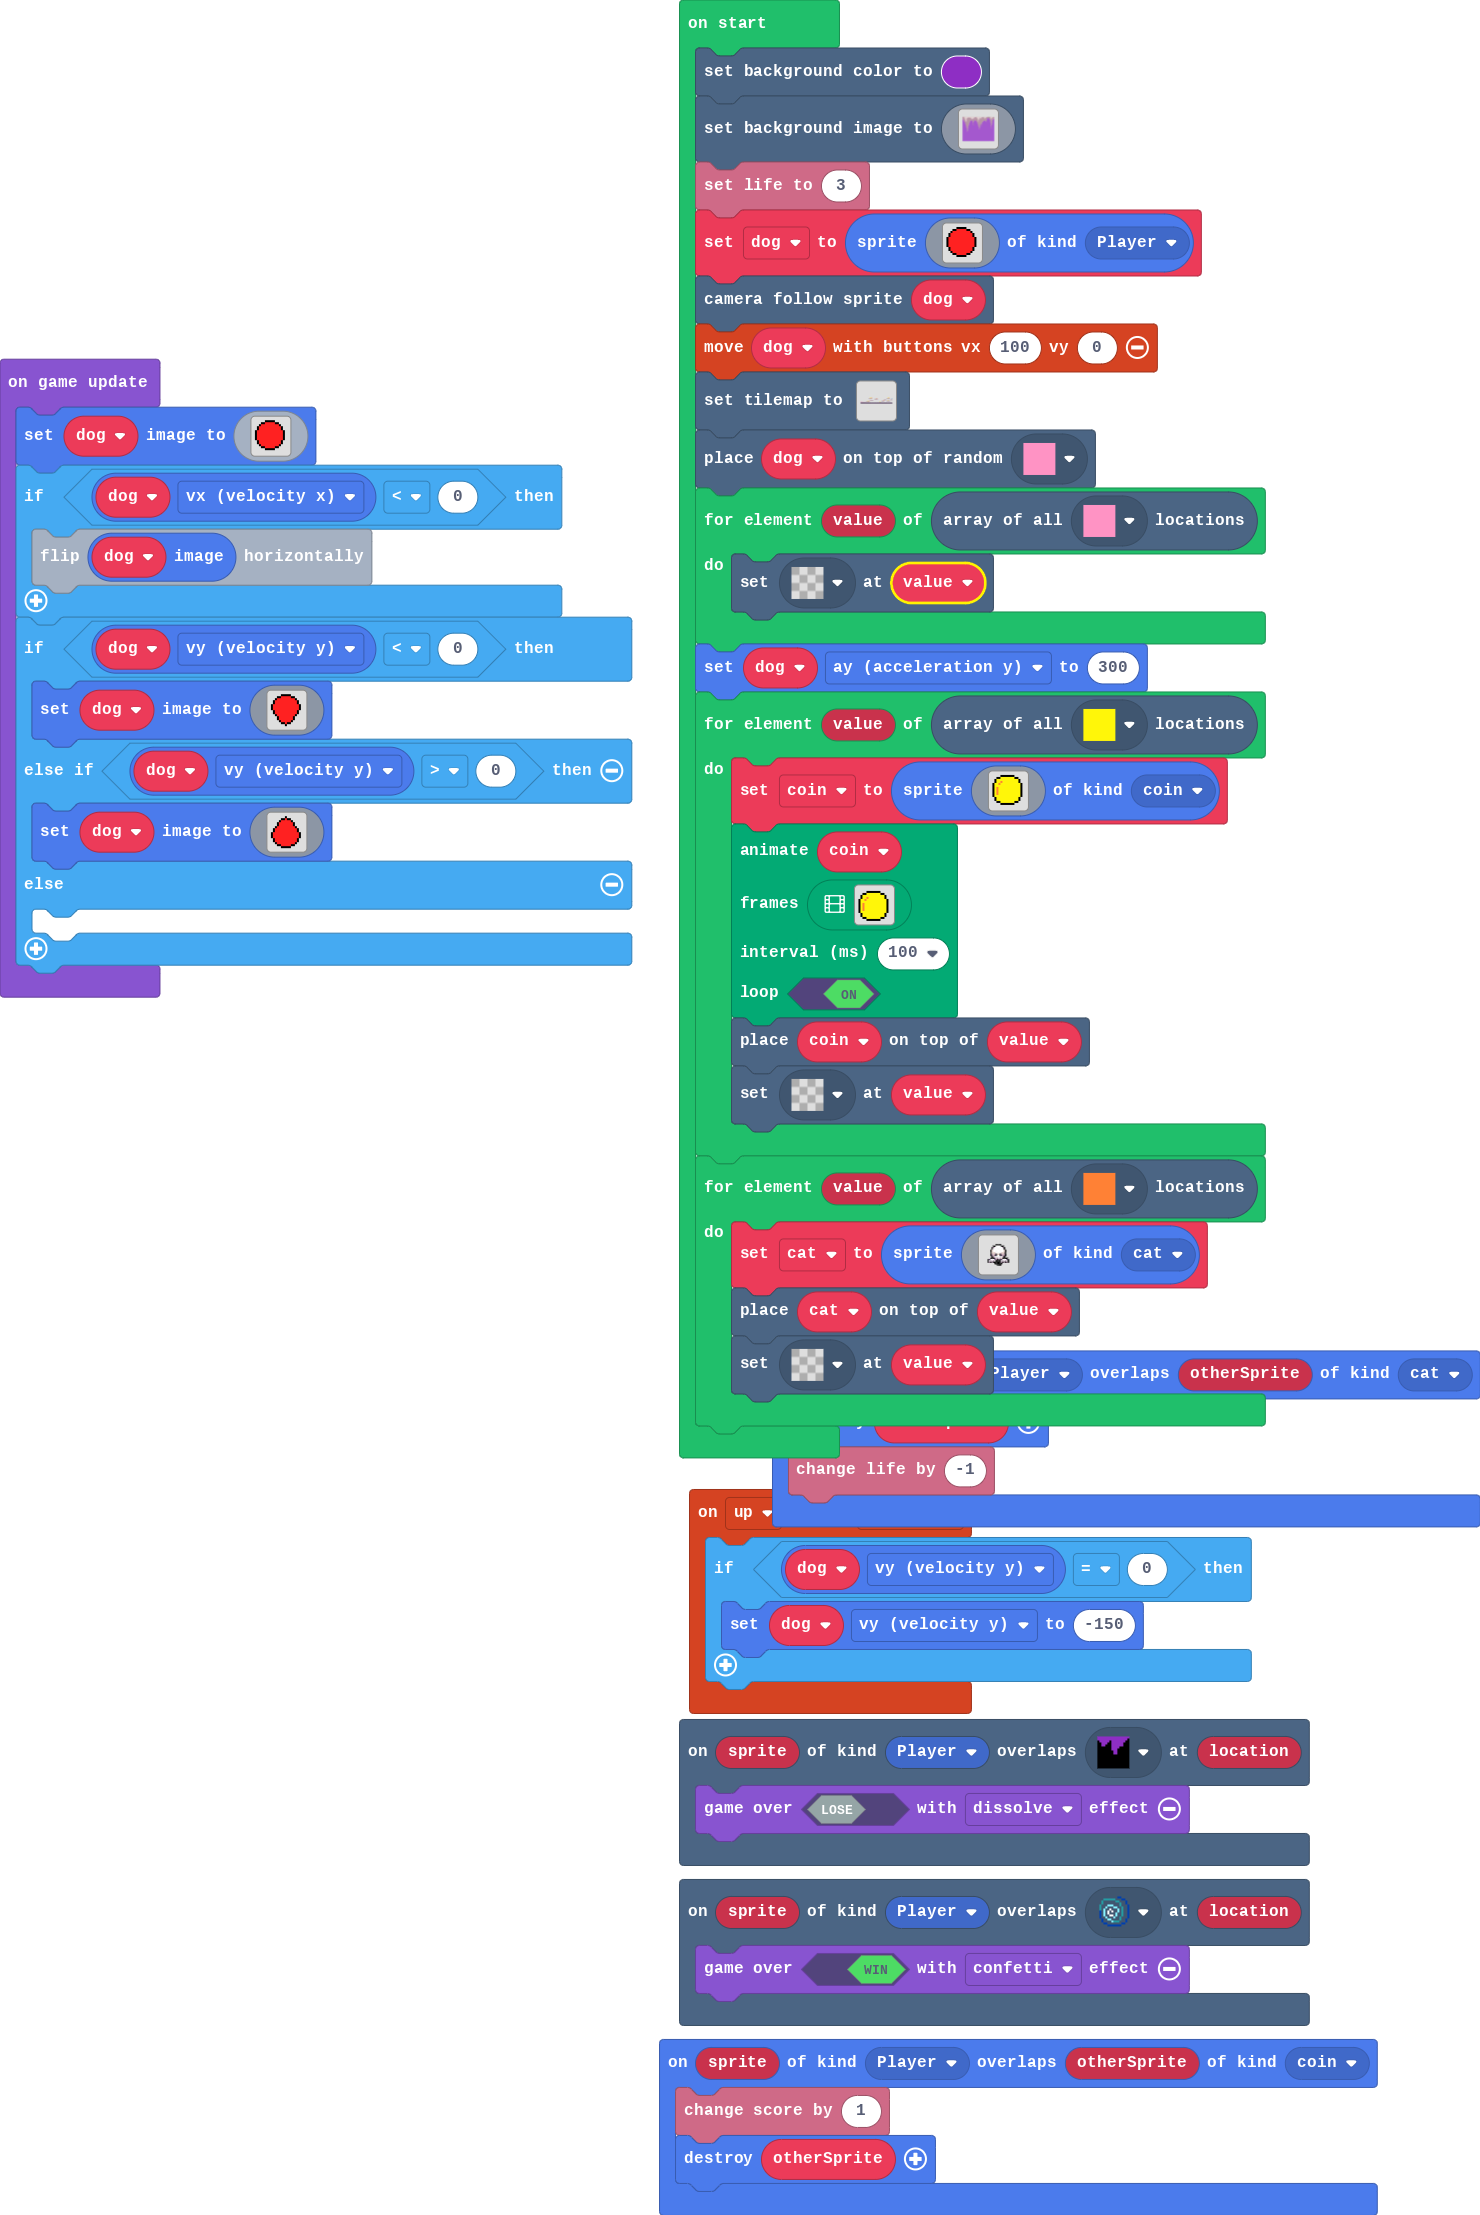 on start
set background color to
set background image to
set life to 3
set dog to sprite of kind Player
camera follow sprite dog
move dog with buttons vx 100 vy 0
set tilemap to
place dog on top of random
for element value of array of all locations
do
set at value
set dog ay (acceleration y) to 300
for element value of array of all locations
do
set coin to sprite of kind coin
animate coin
frames
interval (ms) 100
loop ON
place coin on top of value
set at value
for element value of array of all locations
do
set cat to sprite of kind cat
place cat on top of value
set at value
Player overlaps otherSprite of kind cat
change life by -1
on up
if dog vy (velocity y) = 0 then
set dog vy (velocity y) to -150
on sprite of kind Player overlaps at location
game over LOSE with dissolve effect
on sprite of kind Player overlaps at location
game over WIN with confetti effect
on sprite of kind Player overlaps otherSprite of kind coin
change score by 1
destroy otherSprite
on game update
set dog image to
if dog vx (velocity x) < 0 then
flip dog image horizontally
if dog vy (velocity y) < 0 then
set dog image to
else if dog vy (velocity y) > 0 then
set dog image to
else